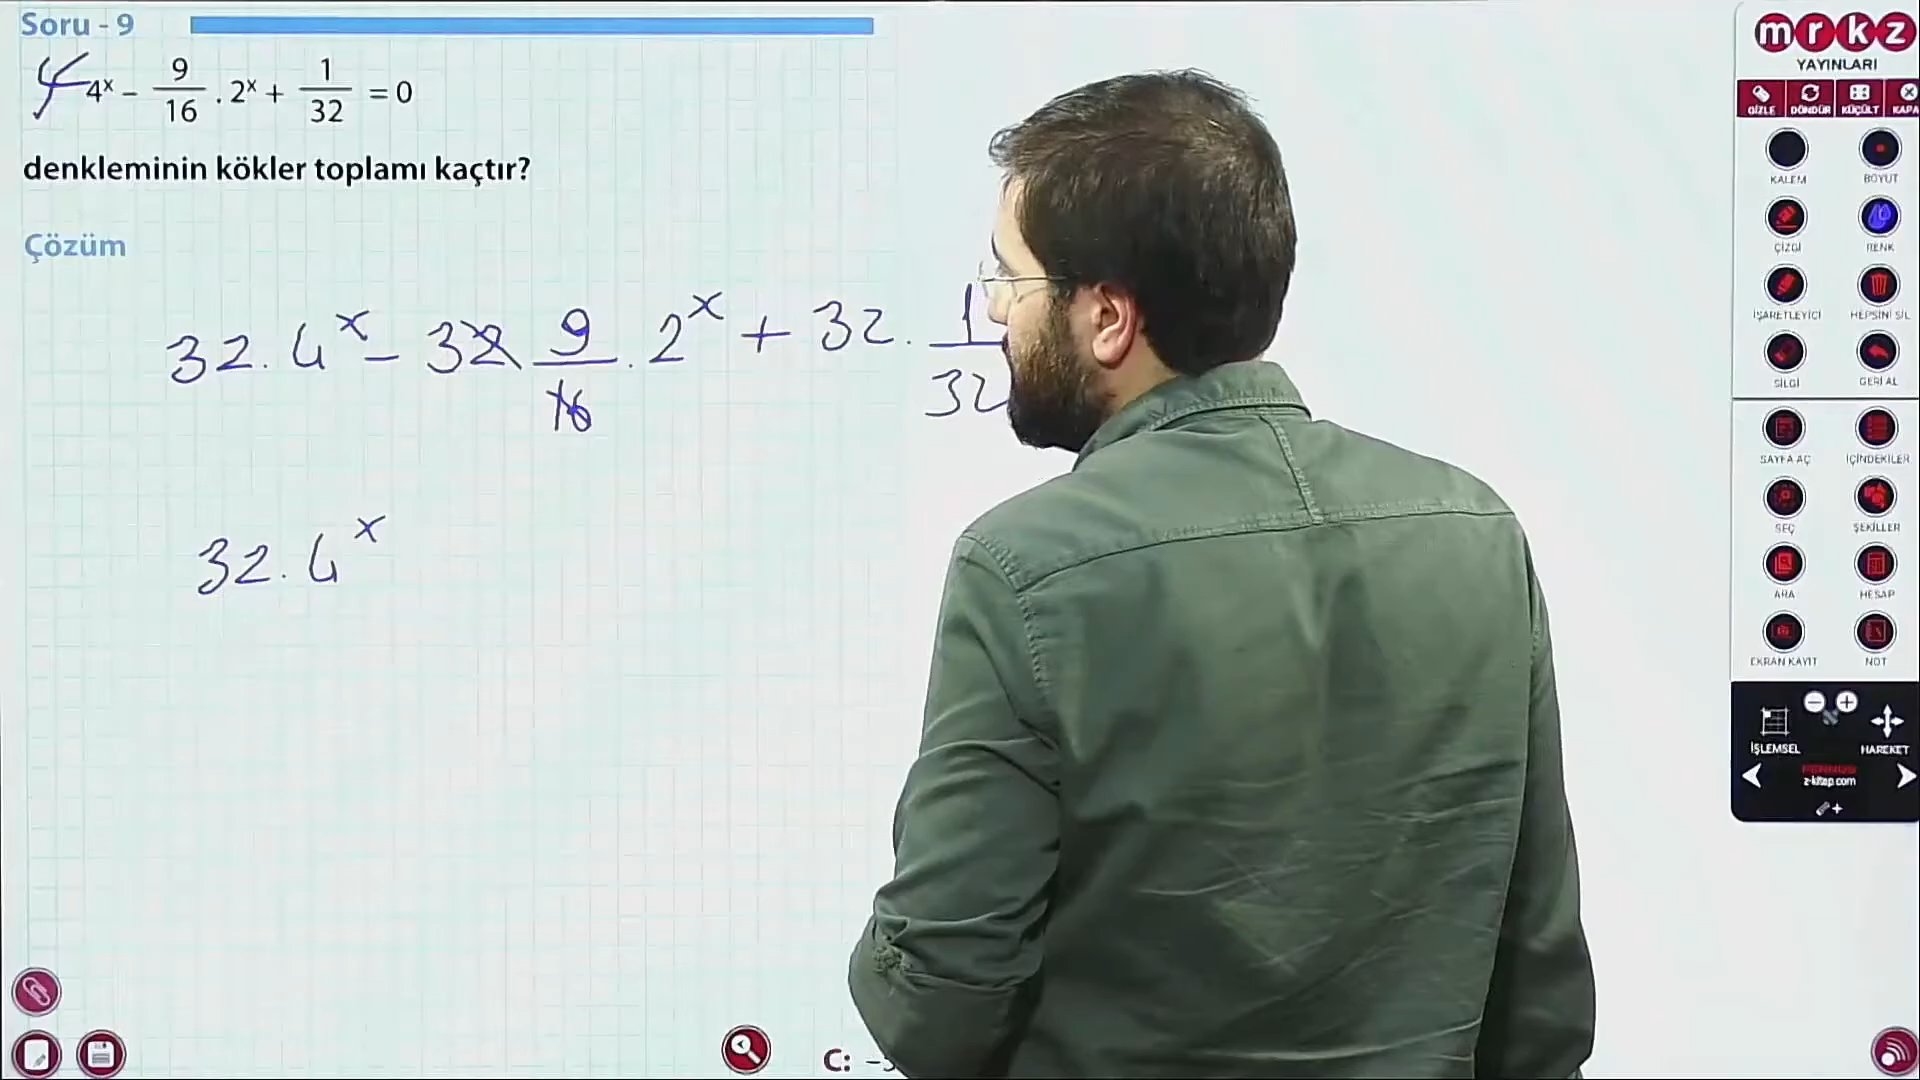 Soru - 9
4ˣ - 9/16 . 2ˣ + 1/32 = 0
denkleminin kökler toplamı kaçtır?
Çözüm
32. 4ˣ - 32 9/16 . 2ˣ + 32. 1/32
32. 4ˣ
C:
mrkz
YAYINLARI
GİZLE DÖNDÜR KÜÇÜLT KAPA
KALEM BOYUT
ÇİZGİ RENK
İŞARETLEYİCİ HEPSİNİ SİL
SİLGİ GERİ AL
SAYFA AÇ İÇİNDEKİLER
SEÇ ŞEKİLLER
ARA HESAP
EKRAN KAYIT NOT
İŞLEMSEL HAREKET
z-kitap.com